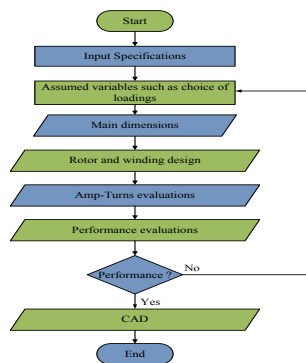 Start
Input Specifications
Assumed variables such as choice of
loadings
Main dimensions
Rotor and winding design
Amp-Turns evaluations
Performance evaluations
Performance ?
No
Yes
CAD
End